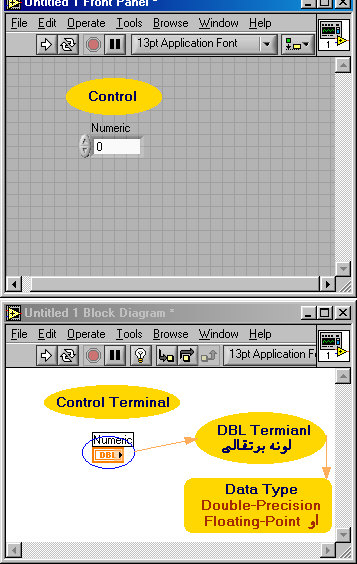 Untitled 1 Front Panel *
File Edit Operate Tools Browse Window Help
13pt Application Font
1
Control
Numeric
0
Untitled 1 Block Diagram *
File Edit Operate Tools Browse Window Help
13pt Application Fo
1
Control Terminal
Numeric
DBL
DBL Termianl
لونه برتقالي
Data Type
Double-Precision
Floating-Point او